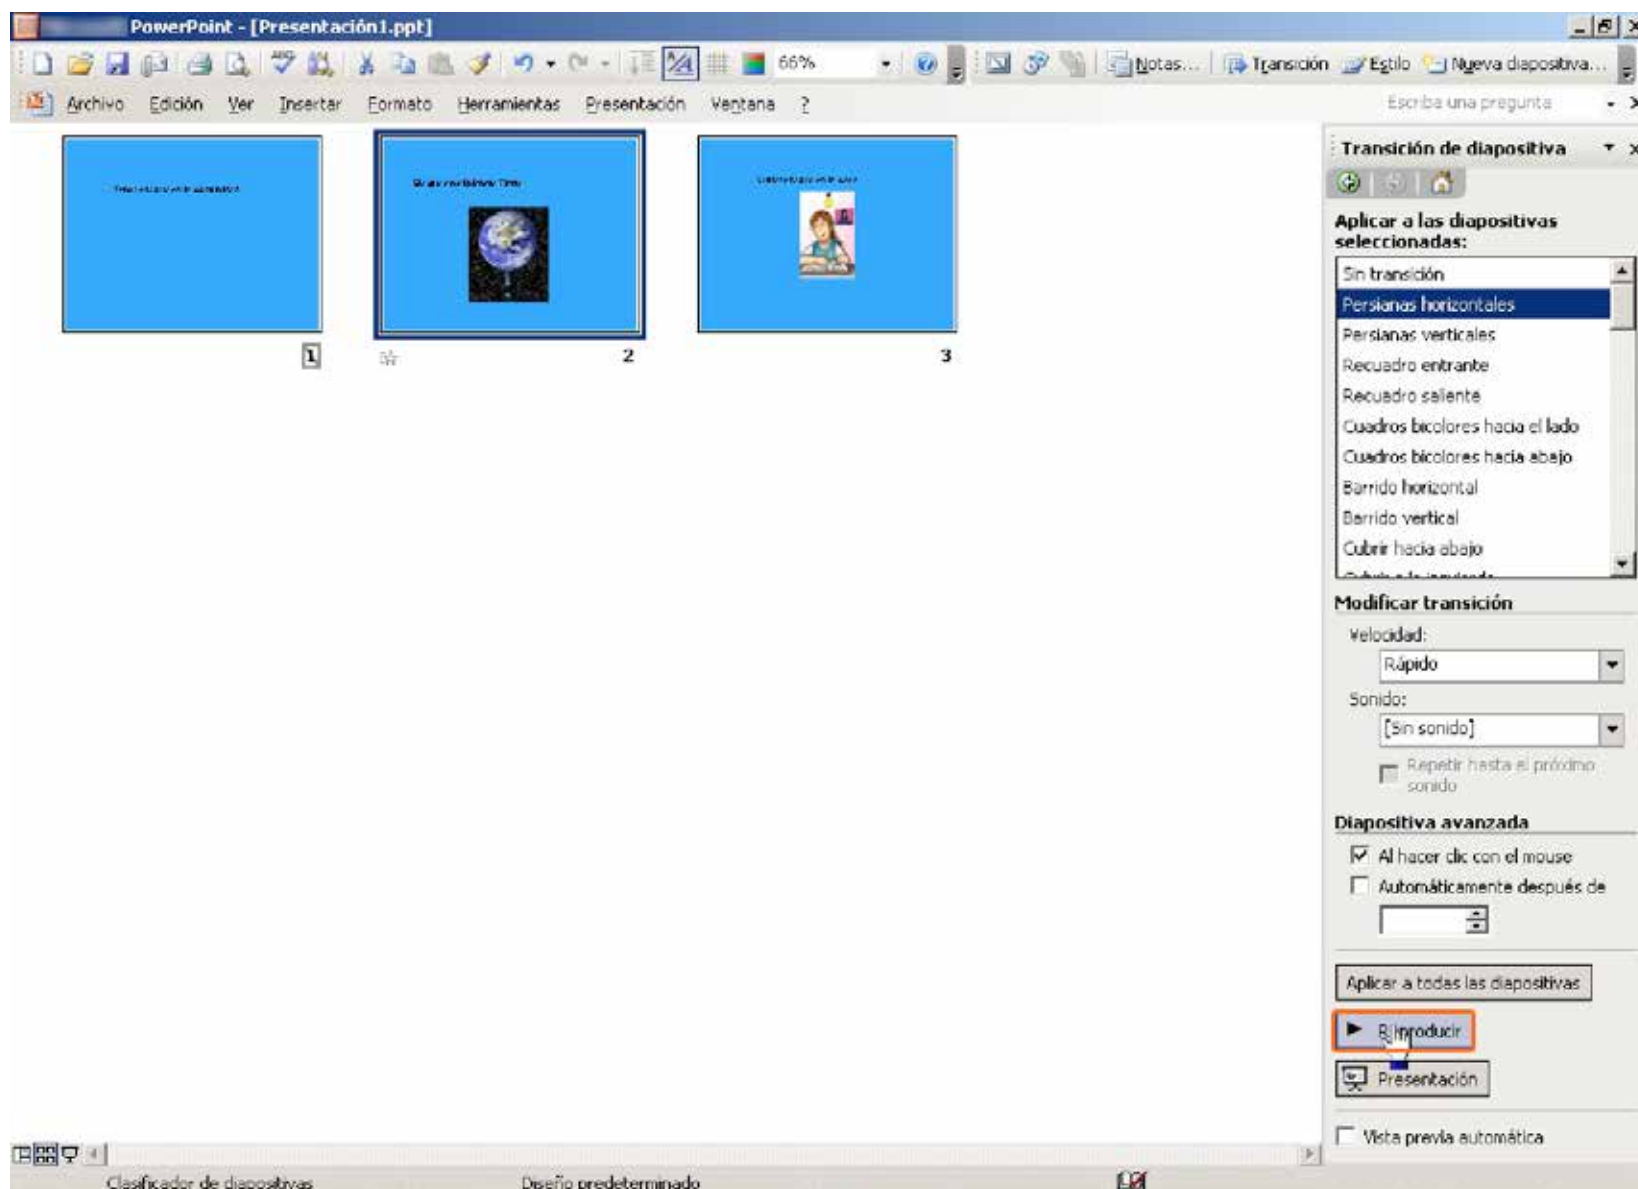 PowerPoint - [Presentación1.ppt]
66% Notas... Transición Estilo Nueva diapositiva...
Archivo Edición Ver Insertar Formato Herramientas Presentación Ventana ? Escriba una pregunta
1
2
3
Transición de diapositiva
Aplicar a las diapositivas
seleccionadas:
Sin transición
Persianas horizontales
Persianas verticales
Recuadro entrante
Recuadro saliente
Cuadros bicolores hacia el lado
Cuadros bicolores hacia abajo
Barrido horizontal
Barrido vertical
Cubrir hacia abajo
Modificar transición
Velocidad:
Rápido
Sonido:
[Sin sonido]
Repetir hasta el próximo
sonido
Diapositiva avanzada
Al hacer clic con el mouse
Automáticamente después de
Aplicar a todas las diapositivas
Reproducir
Presentación
Vista previa automática
Clasificador de diapositivas Diseño predeterminado